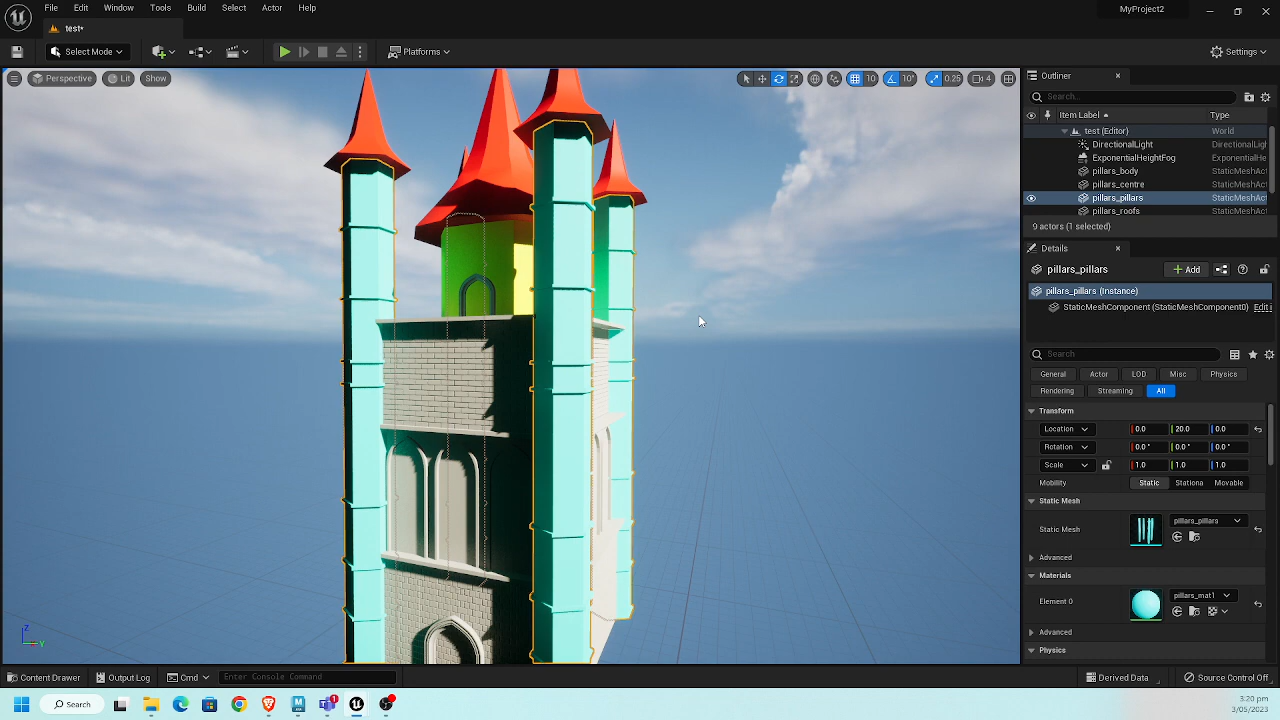 File Edit Window Tools Build Select Actor Help
MyProject2
test*
Select Mode
Platforms
Settings
Perspective Lit Show
10 10° 0.25 4
Outliner
Search...
Item Label Type
test (Editor) World
DirectionalLight DirectionalLigh
ExponentialHeightFog ExponentialHe
pillars_body StaticMeshAct
pillars_centre StaticMeshAct
pillars_pillars StaticMeshAct
pillars_roofs StaticMeshAct
9 actors (1 selected)
Details
pillars_pillars
Add
pillars_pillars (Instance)
StaticMeshComponent (StaticMeshComponent0) Edit
Search
General Actor LOD Misc Physics
Rendering Streaming All
Transform
Location 0.0 20.0 0.0
Rotation 0.0° 0.0° 0.0°
Scale 1.0 1.0 1.0
Mobility Static Stationa Movable
Static Mesh
Static Mesh pillars_pillars
Advanced
Materials
Element 0 pillars_mat1
Advanced
Physics
Z
Y
Content Drawer Output Log Cmd Enter Console Command
Source Control Off
Search
1
3:20 pm
3/05/2023